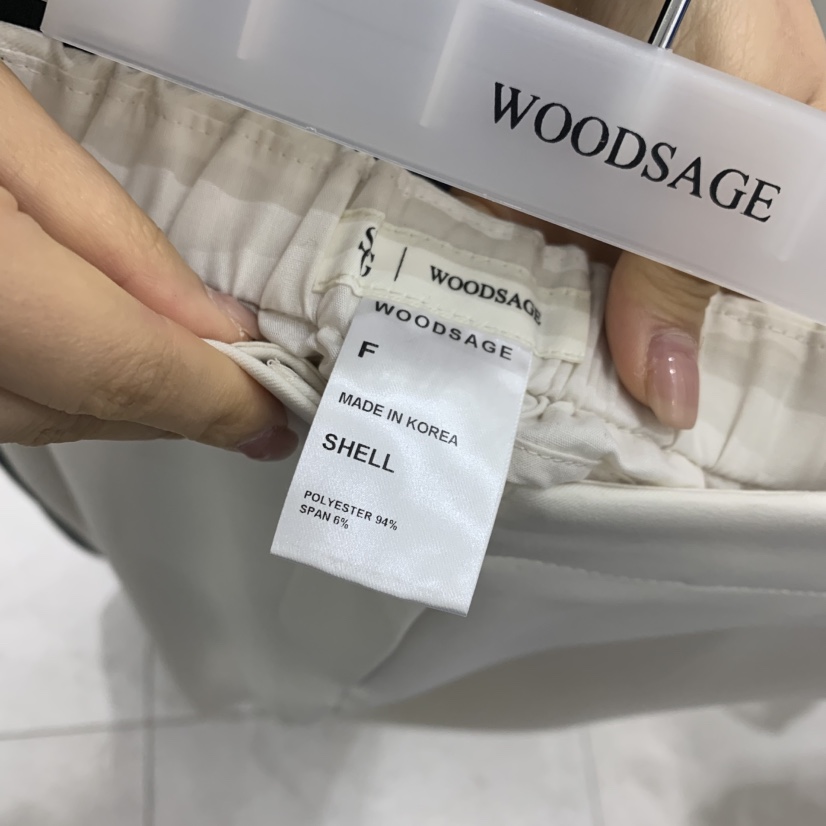 WOODSAGE
SG | WOODSAGE
WOODSAGE
F
MADE IN KOREA
SHELL
POLYESTER 94%
SPAN 6%